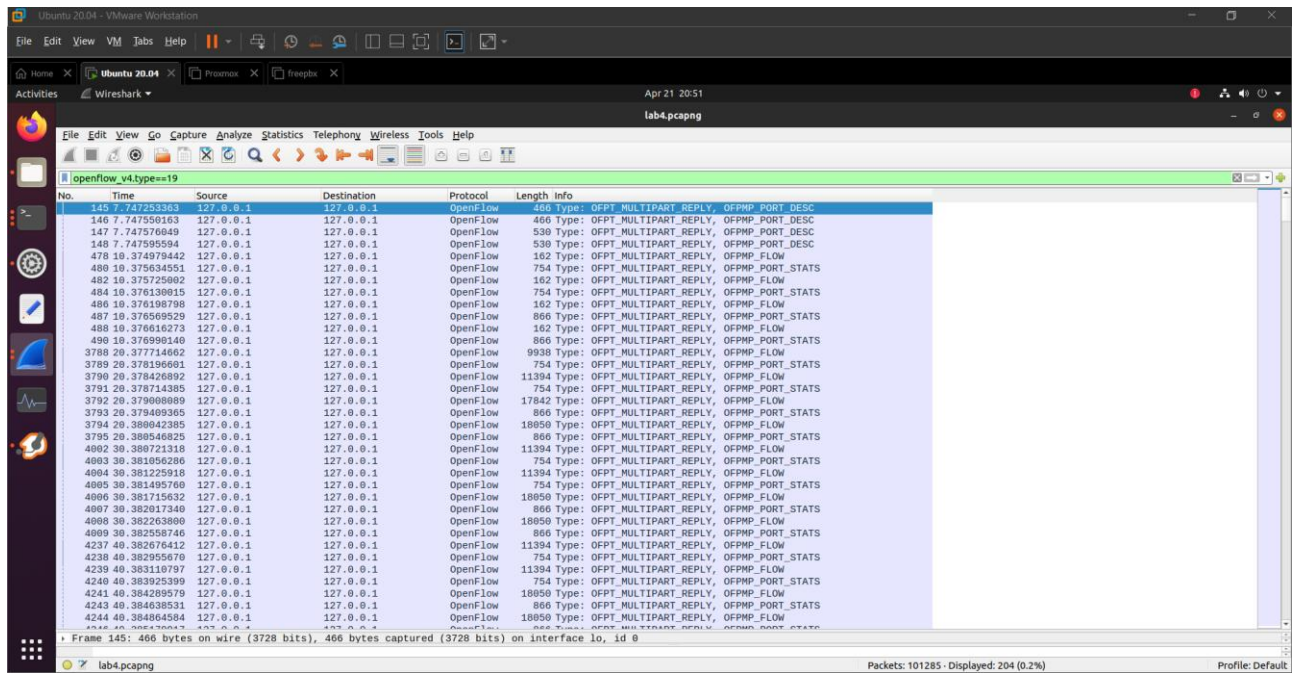 Ubuntu 20.04 - VMware Workstation
File Edit View VM Tabs Help
Home Ubuntu 20.04 Proxmox freepbx
Activities Wireshark Apr 21 20:51
lab4.pcapng
File Edit View Go Capture Analyze Statistics Telephony Wireless Tools Help
openflow_v4.type==19
No. Time Source Destination Protocol Length Info
145 7.747253363 127.0.0.1 127.0.0.1 OpenFlow 466 Type: OFPT_MULTIPART_REPLY, OFPMP_PORT_DESC
146 7.747550163 127.0.0.1 127.0.0.1 OpenFlow 466 Type: OFPT_MULTIPART_REPLY, OFPMP_PORT_DESC
147 7.747576049 127.0.0.1 127.0.0.1 OpenFlow 530 Type: OFPT_MULTIPART_REPLY, OFPMP_PORT_DESC
148 7.747595594 127.0.0.1 127.0.0.1 OpenFlow 530 Type: OFPT_MULTIPART_REPLY, OFPMP_PORT_DESC
478 10.374979442 127.0.0.1 127.0.0.1 OpenFlow 162 Type: OFPT_MULTIPART_REPLY, OFPMP_FLOW
480 10.375634551 127.0.0.1 127.0.0.1 OpenFlow 754 Type: OFPT_MULTIPART_REPLY, OFPMP_PORT_STATS
482 10.375725002 127.0.0.1 127.0.0.1 OpenFlow 162 Type: OFPT_MULTIPART_REPLY, OFPMP_FLOW
484 10.376130015 127.0.0.1 127.0.0.1 OpenFlow 754 Type: OFPT_MULTIPART_REPLY, OFPMP_PORT_STATS
486 10.376198798 127.0.0.1 127.0.0.1 OpenFlow 162 Type: OFPT_MULTIPART_REPLY, OFPMP_FLOW
487 10.376569529 127.0.0.1 127.0.0.1 OpenFlow 866 Type: OFPT_MULTIPART_REPLY, OFPMP_PORT_STATS
488 10.376616273 127.0.0.1 127.0.0.1 OpenFlow 162 Type: OFPT_MULTIPART_REPLY, OFPMP_FLOW
490 10.376990140 127.0.0.1 127.0.0.1 OpenFlow 866 Type: OFPT_MULTIPART_REPLY, OFPMP_PORT_STATS
3788 20.377714662 127.0.0.1 127.0.0.1 OpenFlow 9938 Type: OFPT_MULTIPART_REPLY, OFPMP_FLOW
3789 20.378196601 127.0.0.1 127.0.0.1 OpenFlow 754 Type: OFPT_MULTIPART_REPLY, OFPMP_PORT_STATS
3790 20.378426892 127.0.0.1 127.0.0.1 OpenFlow 11394 Type: OFPT_MULTIPART_REPLY, OFPMP_FLOW
3791 20.378714385 127.0.0.1 127.0.0.1 OpenFlow 754 Type: OFPT_MULTIPART_REPLY, OFPMP_PORT_STATS
3792 20.379008089 127.0.0.1 127.0.0.1 OpenFlow 17842 Type: OFPT_MULTIPART_REPLY, OFPMP_FLOW
3793 20.379409365 127.0.0.1 127.0.0.1 OpenFlow 866 Type: OFPT_MULTIPART_REPLY, OFPMP_PORT_STATS
3794 20.380042385 127.0.0.1 127.0.0.1 OpenFlow 18050 Type: OFPT_MULTIPART_REPLY, OFPMP_FLOW
3795 20.380546825 127.0.0.1 127.0.0.1 OpenFlow 866 Type: OFPT_MULTIPART_REPLY, OFPMP_PORT_STATS
4002 30.380721318 127.0.0.1 127.0.0.1 OpenFlow 11394 Type: OFPT_MULTIPART_REPLY, OFPMP_FLOW
4003 30.381056286 127.0.0.1 127.0.0.1 OpenFlow 754 Type: OFPT_MULTIPART_REPLY, OFPMP_PORT_STATS
4004 30.381225918 127.0.0.1 127.0.0.1 OpenFlow 11394 Type: OFPT_MULTIPART_REPLY, OFPMP_FLOW
4005 30.381495760 127.0.0.1 127.0.0.1 OpenFlow 754 Type: OFPT_MULTIPART_REPLY, OFPMP_PORT_STATS
4006 30.381715632 127.0.0.1 127.0.0.1 OpenFlow 18050 Type: OFPT_MULTIPART_REPLY, OFPMP_FLOW
4007 30.382017340 127.0.0.1 127.0.0.1 OpenFlow 866 Type: OFPT_MULTIPART_REPLY, OFPMP_PORT_STATS
4008 30.382263800 127.0.0.1 127.0.0.1 OpenFlow 18050 Type: OFPT_MULTIPART_REPLY, OFPMP_FLOW
4009 30.382558746 127.0.0.1 127.0.0.1 OpenFlow 866 Type: OFPT_MULTIPART_REPLY, OFPMP_PORT_STATS
4237 40.382676412 127.0.0.1 127.0.0.1 OpenFlow 11394 Type: OFPT_MULTIPART_REPLY, OFPMP_FLOW
4238 40.382955670 127.0.0.1 127.0.0.1 OpenFlow 754 Type: OFPT_MULTIPART_REPLY, OFPMP_PORT_STATS
4239 40.383110797 127.0.0.1 127.0.0.1 OpenFlow 11394 Type: OFPT_MULTIPART_REPLY, OFPMP_FLOW
4240 40.383925399 127.0.0.1 127.0.0.1 OpenFlow 754 Type: OFPT_MULTIPART_REPLY, OFPMP_PORT_STATS
4241 40.384289579 127.0.0.1 127.0.0.1 OpenFlow 18050 Type: OFPT_MULTIPART_REPLY, OFPMP_FLOW
4243 40.384638531 127.0.0.1 127.0.0.1 OpenFlow 866 Type: OFPT_MULTIPART_REPLY, OFPMP_PORT_STATS
4244 40.384864584 127.0.0.1 127.0.0.1 OpenFlow 18050 Type: OFPT_MULTIPART_REPLY, OFPMP_FLOW
Frame 145: 466 bytes on wire (3728 bits), 466 bytes captured (3728 bits) on interface lo, id 0
lab4.pcapng Packets: 101285 · Displayed: 204 (0.2%) Profile: Default